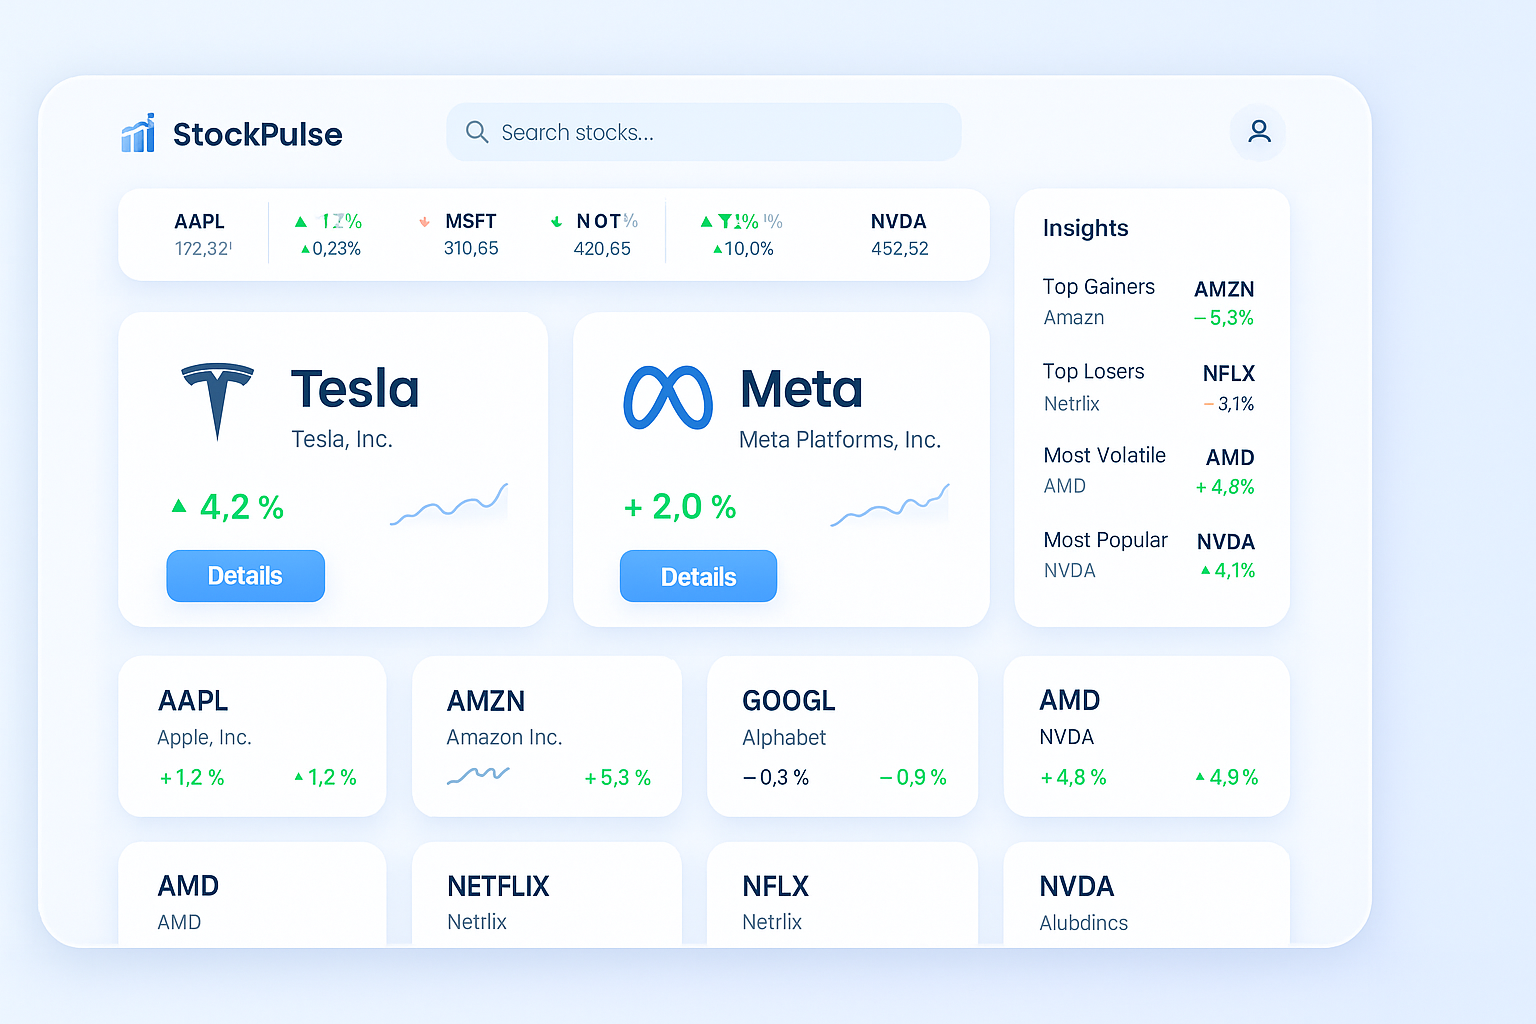 StockPulse
Search stocks...
AAPL
172,32
0,23%
MSFT
310,65
NOT%
420,65
10,0%
NVDA
452,52
Insights
Top Gainers AMZN
Amazn −5,3%
Top Losers NFLX
Netrlix −3,1%
Most Volatile AMD
AMD +4,8%
Most Popular NVDA
NVDA ▲4,1%
Tesla
Tesla, Inc.
▲ 4,2 %
Details
Meta
Meta Platforms, Inc.
+ 2,0 %
Details
AAPL
Apple, Inc.
+1,2 % ▲1,2 %
AMZN
Amazon Inc.
+5,3 %
GOOGL
Alphabet
−0,3 % −0,9 %
AMD
NVDA
+4,8 % ▲4,9 %
AMD
AMD
NETFLIX
Netrlix
NFLX
Netrlix
NVDA
Alubdincs